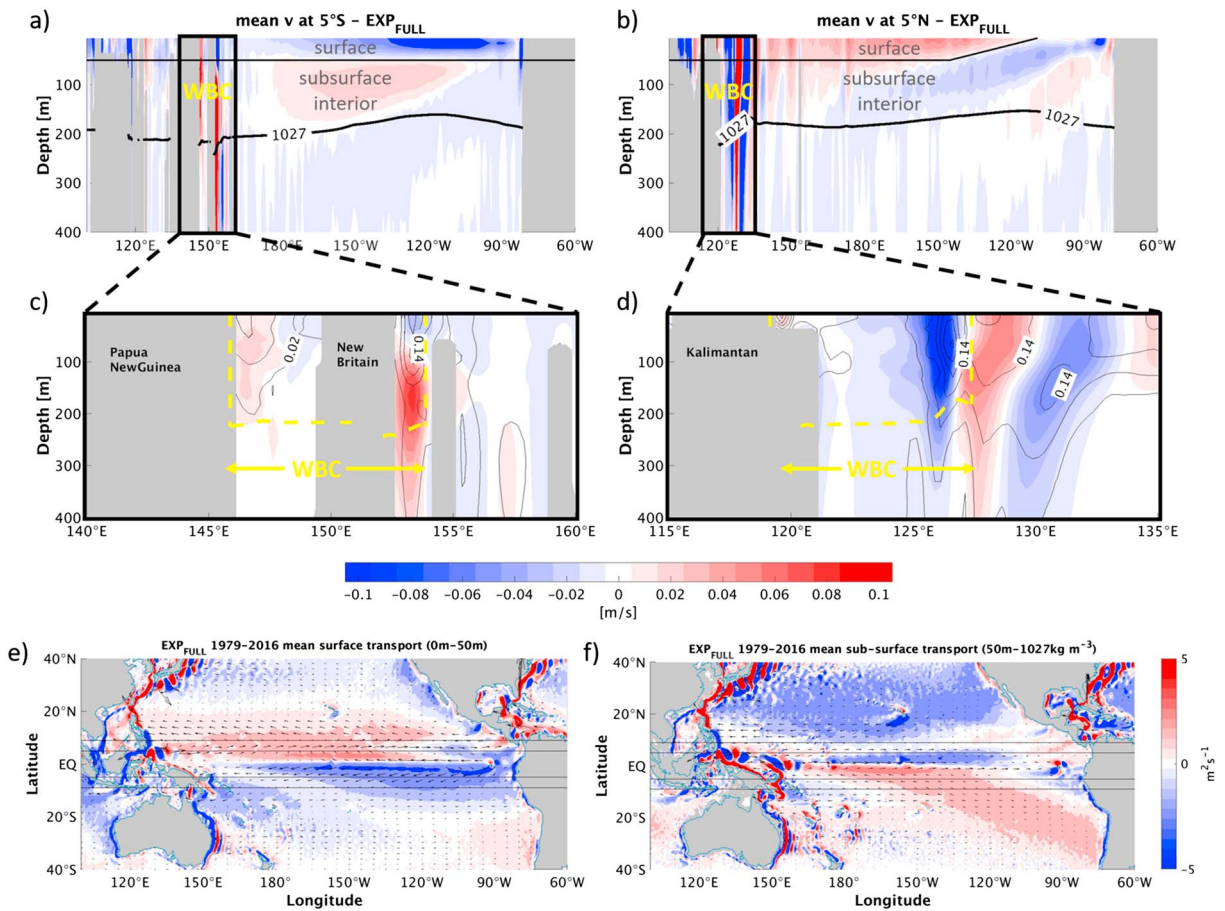 a)
mean v at 5°S – EXP_FULL
b)
mean v at 5°N – EXP_FULL
surface
subsurface
interior
WBC
1027
Depth [m]
100
200
300
400
120°E 150°E 180°E 150°W 120°W 90°W 60°W
surface
subsurface
interior
WBC
1027
1027
Depth [m]
100
200
300
400
120°E 150°E 180°E 150°W 120°W 90°W 60°W
c)
Papua
NewGuinea
New
Britain
0.02
0.14
WBC
Depth [m]
100
200
300
400
140°E 145°E 150°E 155°E 160°E
d)
Kalimantan
0.14
0.14
0.14
WBC
Depth [m]
100
200
300
400
115°E 120°E 125°E 130°E 135°E
−0.1 −0.08 −0.06 −0.04 −0.02 0 0.02 0.04 0.06 0.08 0.1
[m/s]
e)
EXP_FULL 1979–2016 mean surface transport (0m–50m)
Latitude
40°N
20°N
EQ
20°S
40°S
120°E 150°E 180° 150°W 120°W 90°W 60°W
Longitude
f)
EXP_FULL 1979–2016 mean sub-surface transport (50m–1027kg m⁻³)
Latitude
40°N
20°N
EQ
20°S
40°S
120°E 150°E 180° 150°W 120°W 90°W 60°W
Longitude
5
0
−5
m²s⁻¹